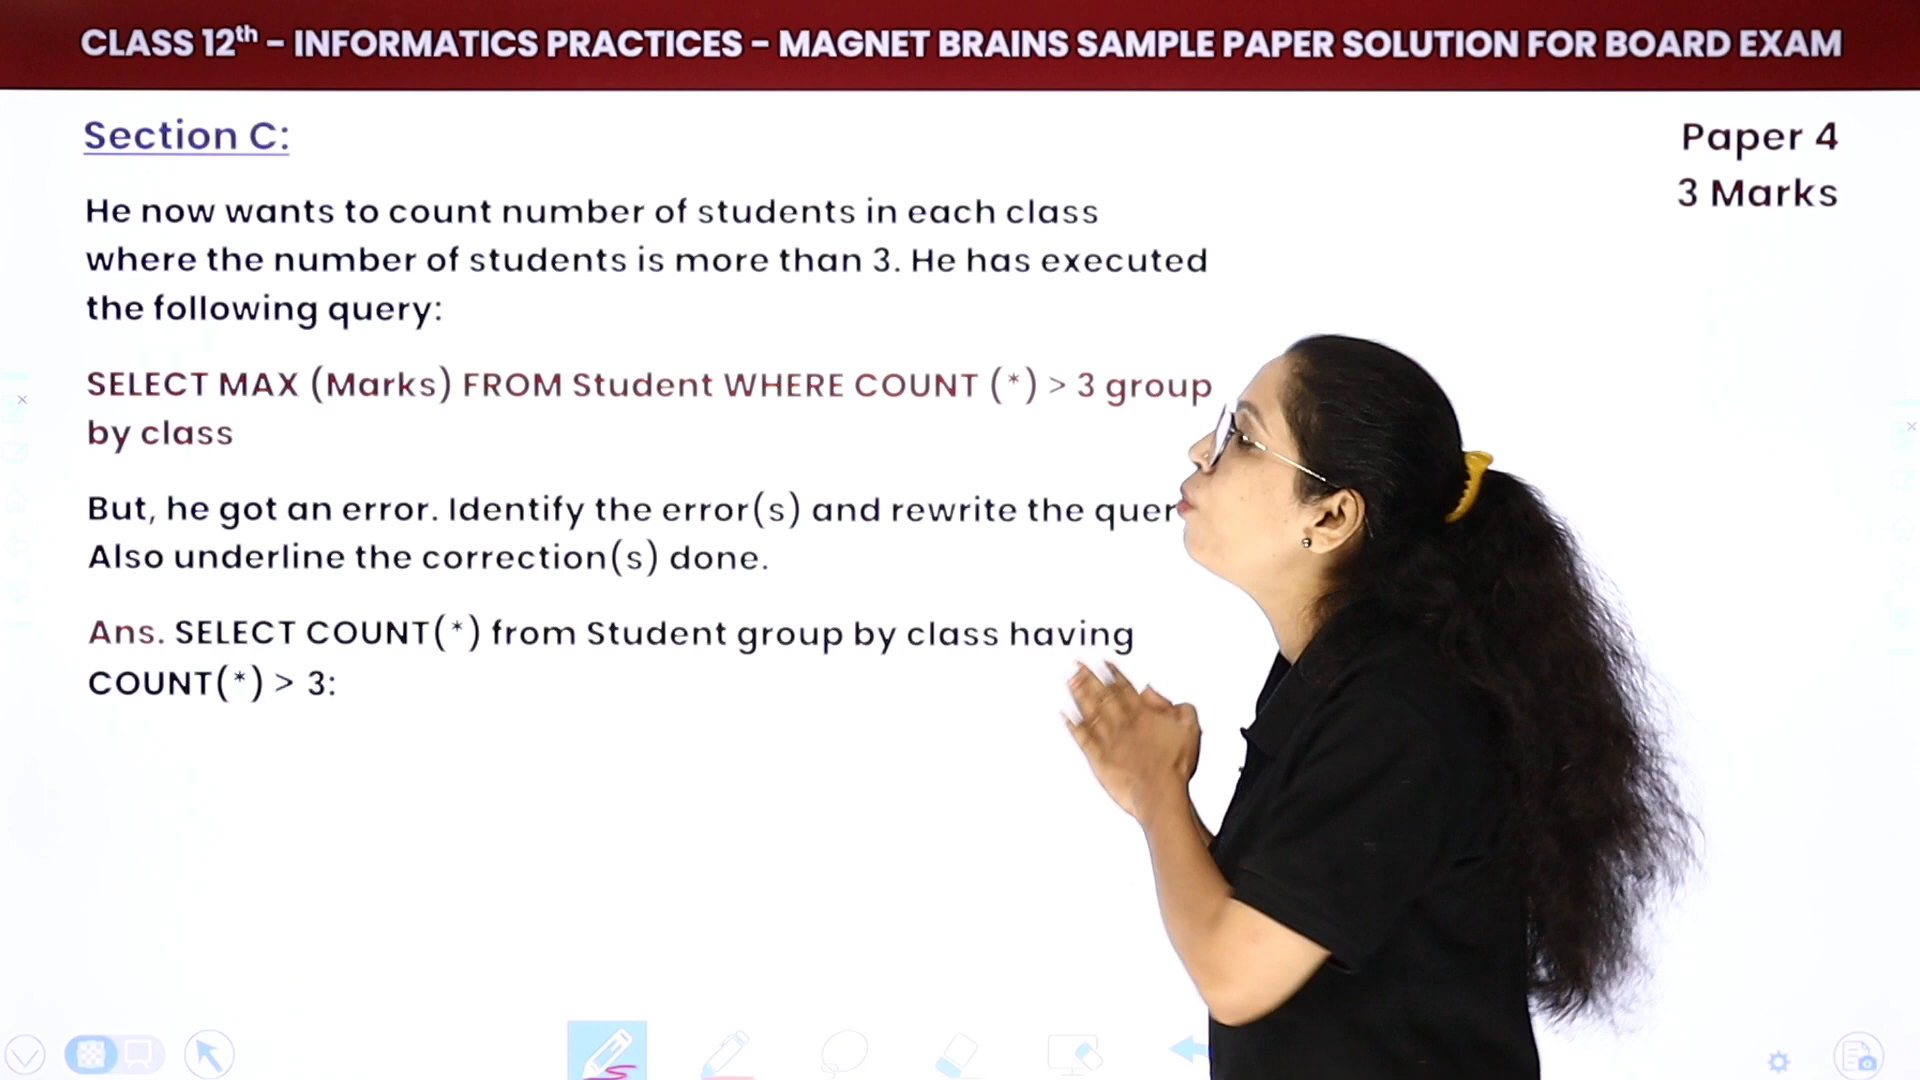 CLASS 12th – INFORMATICS PRACTICES – MAGNET BRAINS SAMPLE PAPER SOLUTION FOR BOARD EXAM
Section C:
Paper 4
3 Marks
He now wants to count number of students in each class
where the number of students is more than 3. He has executed
the following query:
SELECT MAX (Marks) FROM Student WHERE COUNT (*) > 3 group
by class
But, he got an error. Identify the error(s) and rewrite the quer
Also underline the correction(s) done.
Ans. SELECT COUNT(*) from Student group by class having
COUNT(*) > 3: